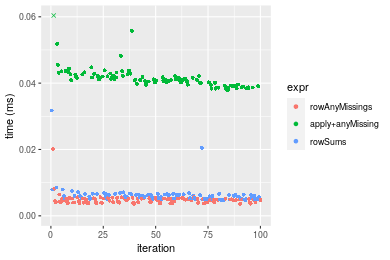 0.06
0.04
0.02
0.00
time (ms)
0
25
50
75
100
iteration
expr
rowAnyMissings
apply+anyMissing
rowSums